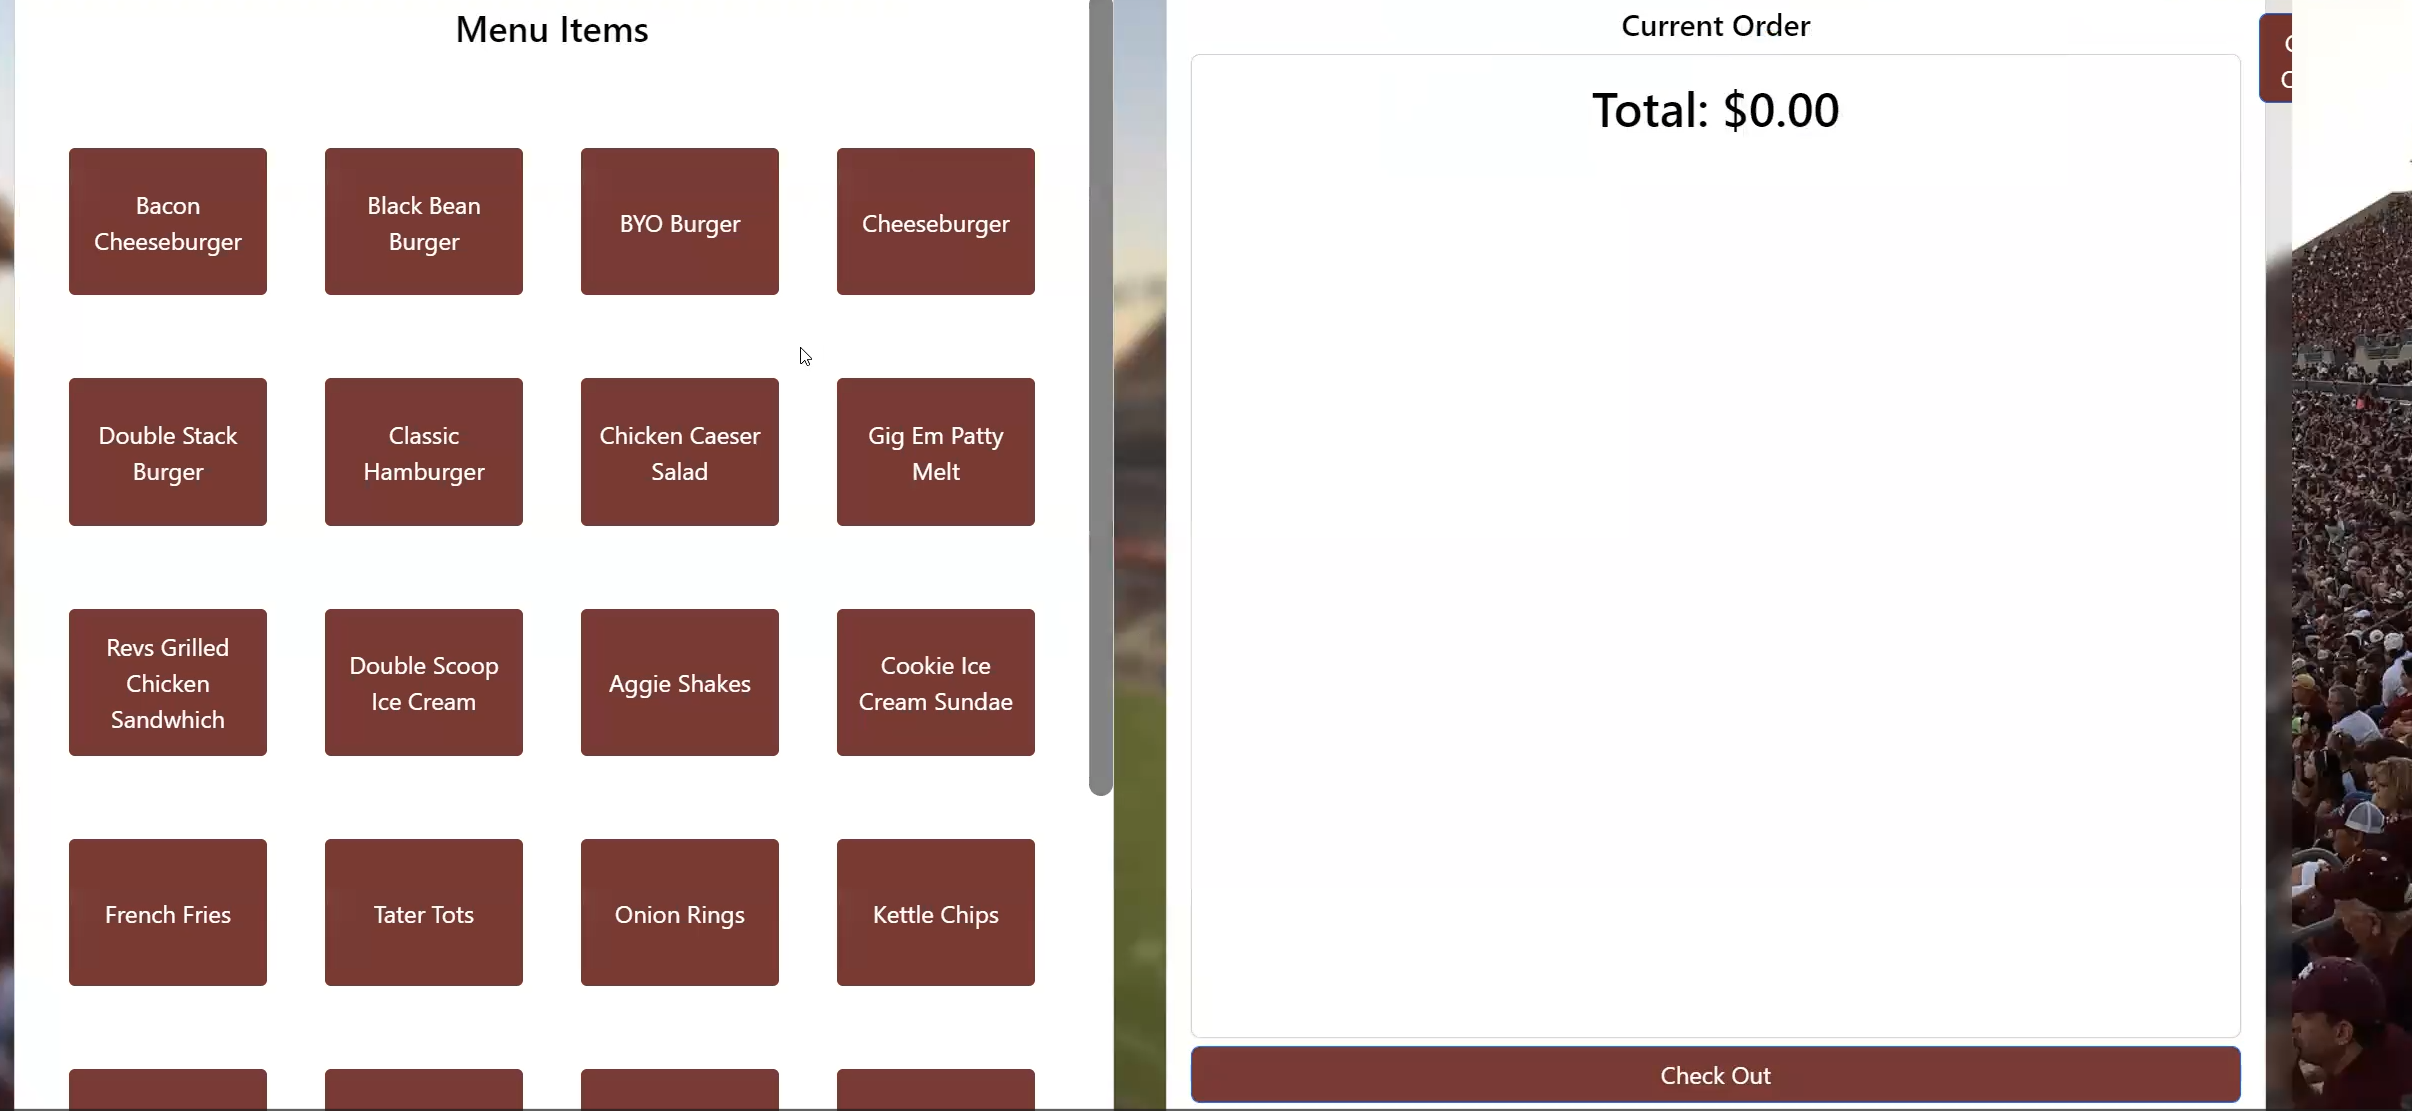 Menu Items
Bacon
Cheeseburger
Black Bean
Burger
BYO Burger
Cheeseburger
Double Stack
Burger
Classic
Hamburger
Chicken Caeser
Salad
Gig Em Patty
Melt
Revs Grilled
Chicken
Sandwhich
Double Scoop
Ice Cream
Aggie Shakes
Cookie Ice
Cream Sundae
French Fries
Tater Tots
Onion Rings
Kettle Chips
Current Order
Total: $0.00
Check Out